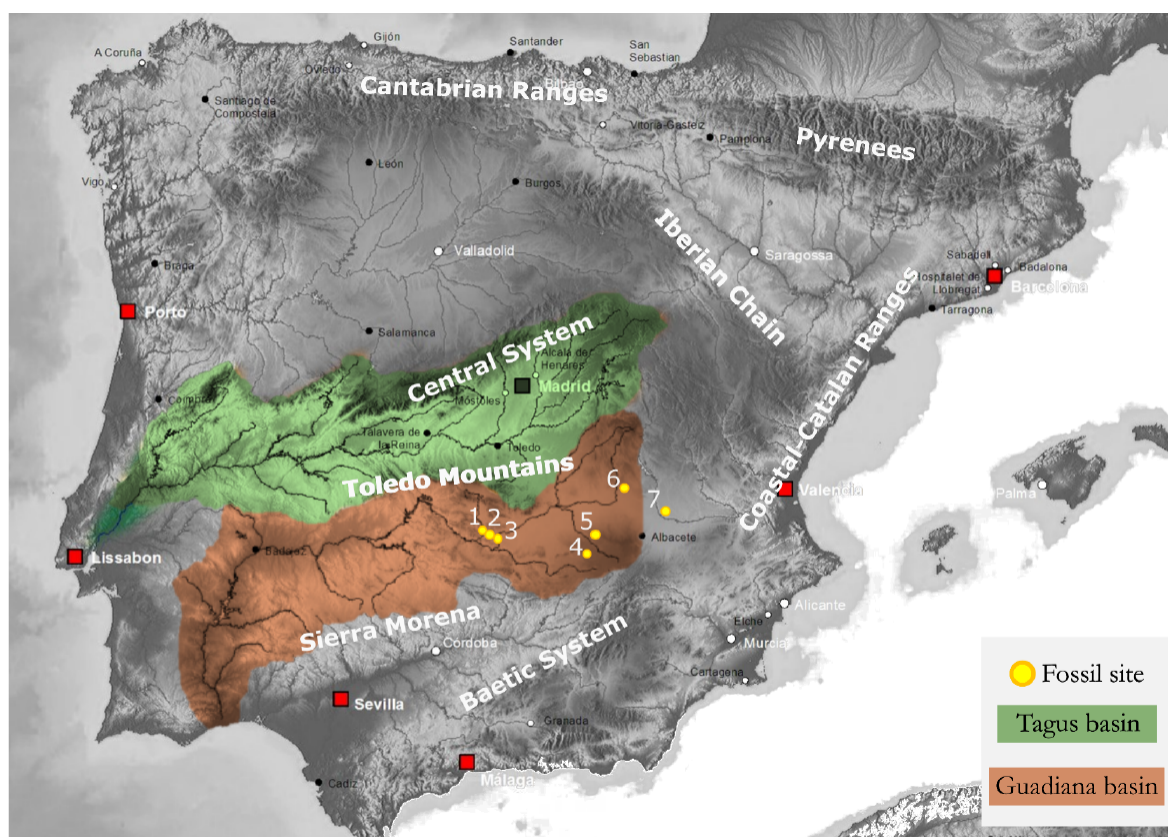 Gijón
A Coruña
Santander
San
Sebastian
Oviedo
Bilbao
Cantabrian Ranges
Santiago de
Compostela
Vitoria-Gasteiz
Pamplona
Pyrenees
León
Vigo
Burgos
Iberian Chain
Valladolid
Saragossa
Braga
Sabadell
Badalona
Hospitalet de
Llobregat
Barcelona
Porto
Tarragona
Salamanca
Central System
Coastal-Catalan Ranges
Alcalá de
Henares
Madrid
Móstoles
Coimbra
Talavera de
la Reina
Toledo
Toledo Mountains
6
7
Valencia
Palma
1
2
3
5
4
Albacete
Lissabon
Badajoz
Sierra Morena
Alicante
Elche
Murcia
Córdoba
Baetic System
Cartagena
Sevilla
Granada
Málaga
Cadiz
Fossil site
Tagus basin
Guadiana basin